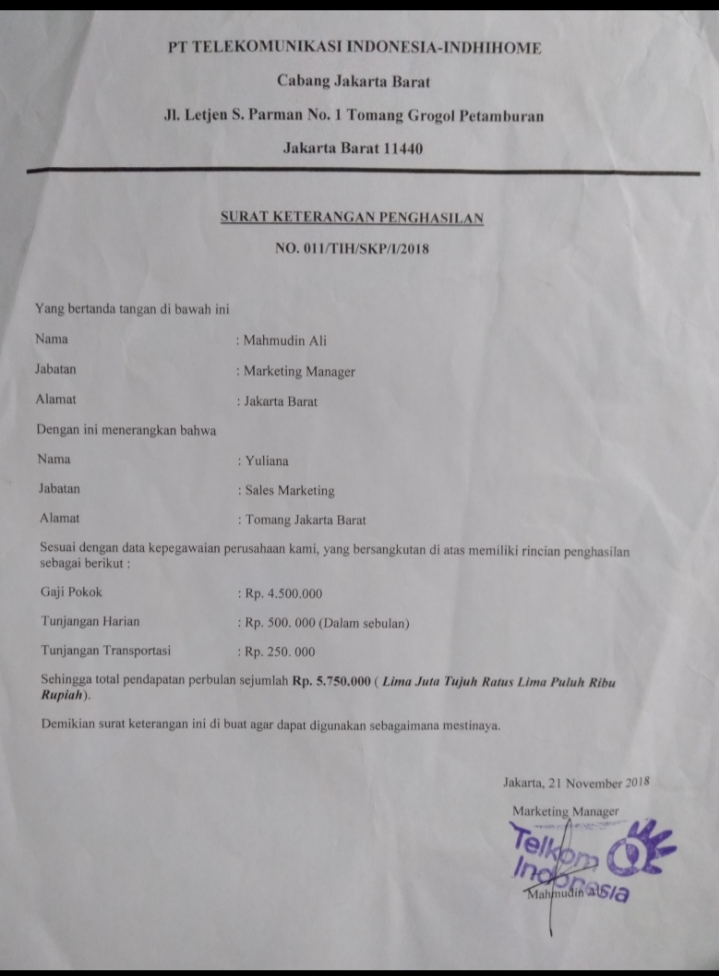 PT TELEKOMUNIKASI INDONESIA-INDHIHOME
Cabang Jakarta Barat
Jl. Letjen S. Parman No. 1 Tomang Grogol Petamburan
Jakarta Barat 11440
SURAT KETERANGAN PENGHASILAN
NO. 011/TIH/SKP/I/2018
Yang bertanda tangan di bawah ini
Nama : Mahmudin Ali
Jabatan : Marketing Manager
Alamat : Jakarta Barat
Dengan ini menerangkan bahwa
Nama : Yuliana
Jabatan : Sales Marketing
Alamat : Tomang Jakarta Barat
Sesuai dengan data kepegawaian perusahaan kami, yang bersangkutan di atas memiliki rincian penghasilan
sebagai berikut :
Gaji Pokok : Rp. 4.500.000
Tunjangan Harian : Rp. 500. 000 (Dalam sebulan)
Tunjangan Transportasi : Rp. 250. 000
Sehingga total pendapatan perbulan sejumlah Rp. 5.750.000 ( Lima Juta Tujuh Ratus Lima Puluh Ribu
Rupiah).
Demikian surat keterangan ini di buat agar dapat digunakan sebagaimana mestinaya.
Jakarta, 21 November 2018
Marketing Manager
Telkom
Indonesia
Mahmudin